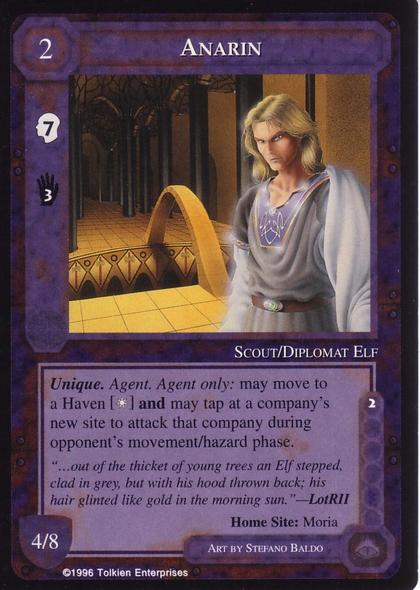 2
ANARIN
7
3
SCOUT/DIPLOMAT ELF
Unique. Agent. Agent only: may move to
a Haven [☀] and may tap at a company's
new site to attack that company during
opponent's movement/hazard phase.
2
"...out of the thicket of young trees an Elf stepped,
clad in grey, but with his hood thrown back; his
hair glinted like gold in the morning sun."—LotRII
Home Site: Moria
4/8
ART BY STEFANO BALDO
©1996 Tolkien Enterprises